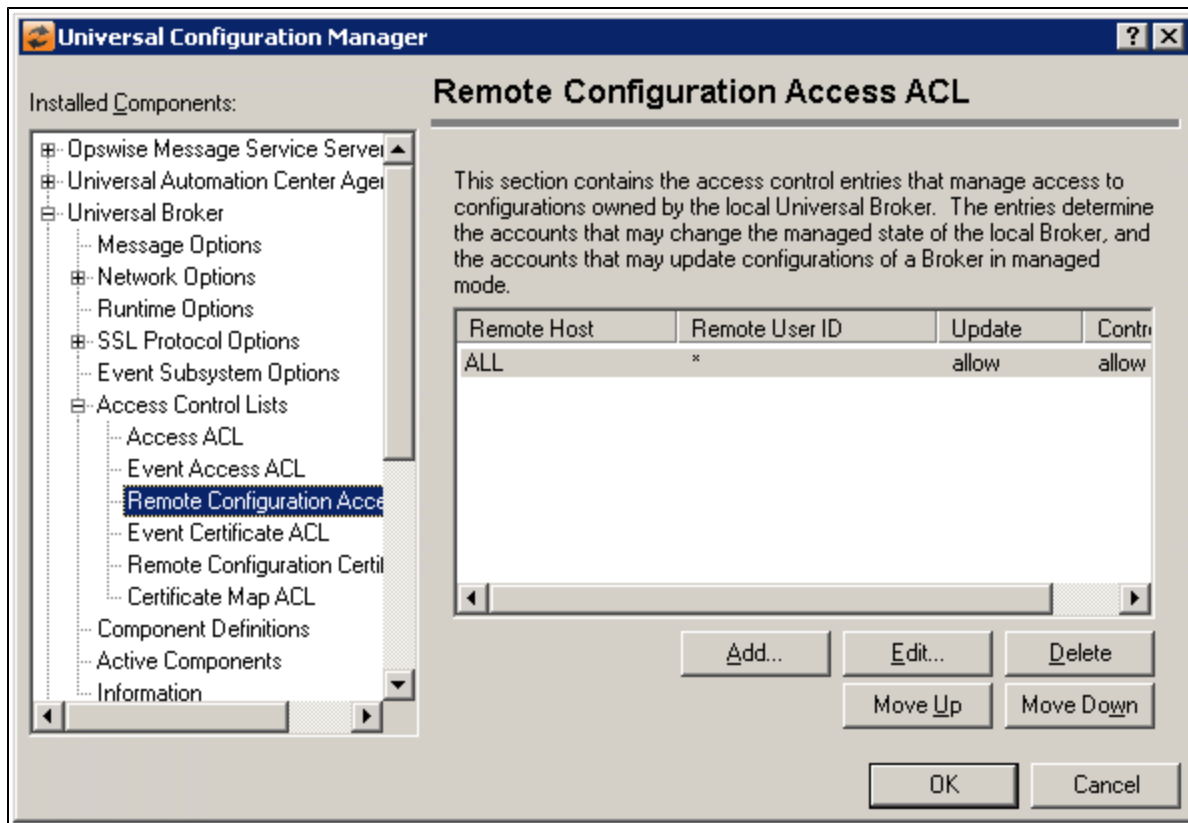 Universal Configuration Manager
Installed Components:
Opswise Message Service Server
Universal Automation Center Age
Universal Broker
Message Options
Network Options
Runtime Options
SSL Protocol Options
Event Subsystem Options
Access Control Lists
Access ACL
Event Access ACL
Remote Configuration Acce
Event Certificate ACL
Remote Configuration Certi
Certificate Map ACL
Component Definitions
Active Components
Information
Remote Configuration Access ACL
This section contains the access control entries that manage access to
configurations owned by the local Universal Broker. The entries determine
the accounts that may change the managed state of the local Broker, and
the accounts that may update configurations of a Broker in managed
mode.
Remote Host Remote User ID Update Contr
ALL * allow allow
Add... Edit... Delete
Move Up Move Down
OK Cancel